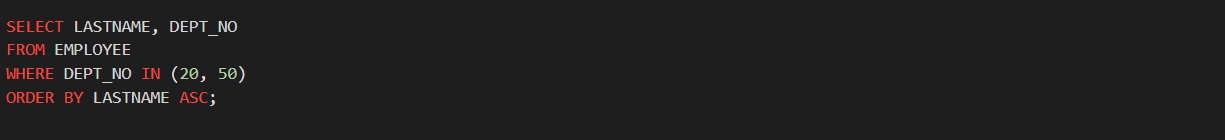 SELECT LASTNAME, DEPT_NO
FROM EMPLOYEE
WHERE DEPT_NO IN (20, 50)
ORDER BY LASTNAME ASC;